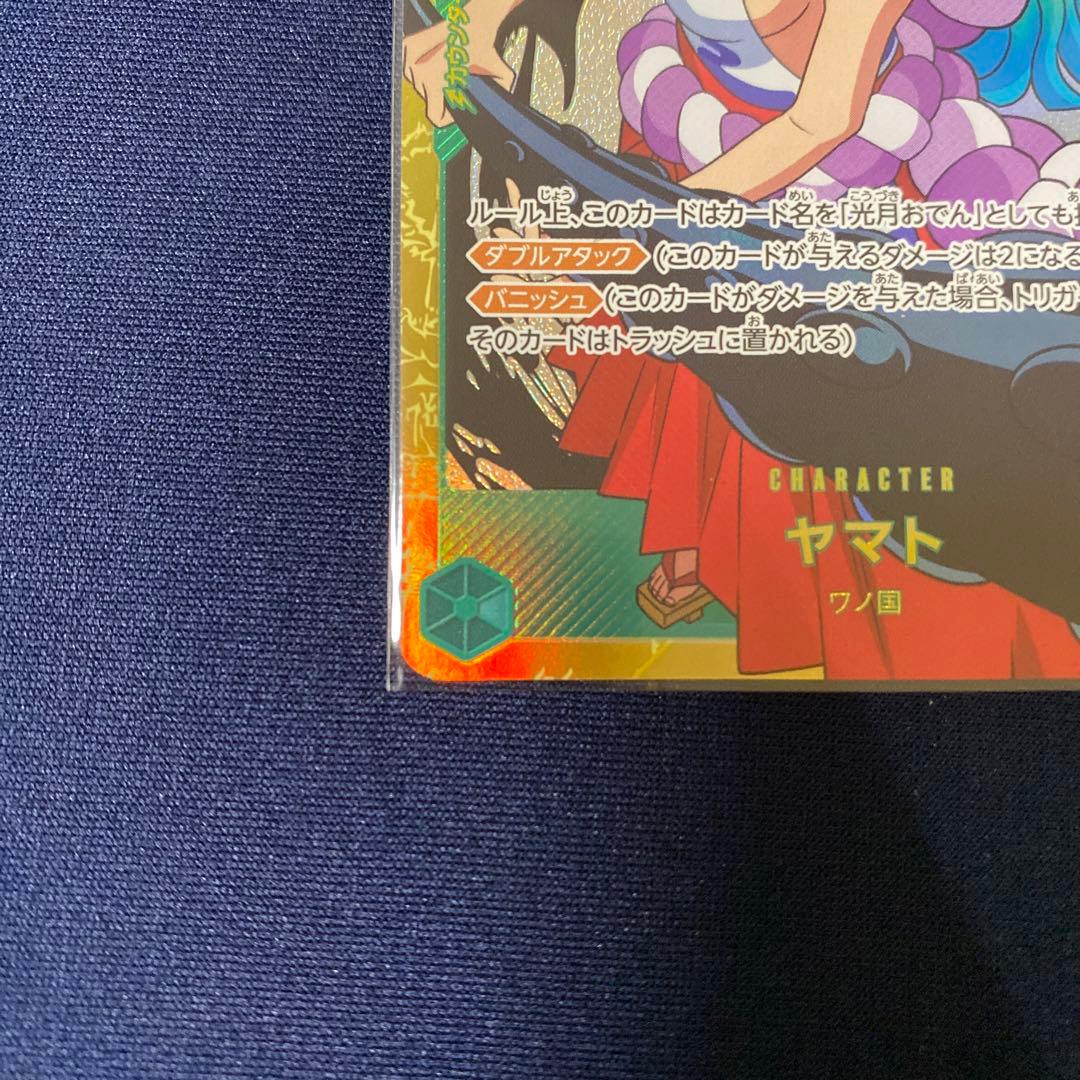 カウンター
ルール上、このカードはカード名を「光月おでん」としても
ダブルアタック (このカードが与えるダメージは2になる
バニッシュ (このカードがダメージを与えた場合、トリガ
そのカードはトラッシュに置かれる)
CHARACTER
ヤマト
ワノ国